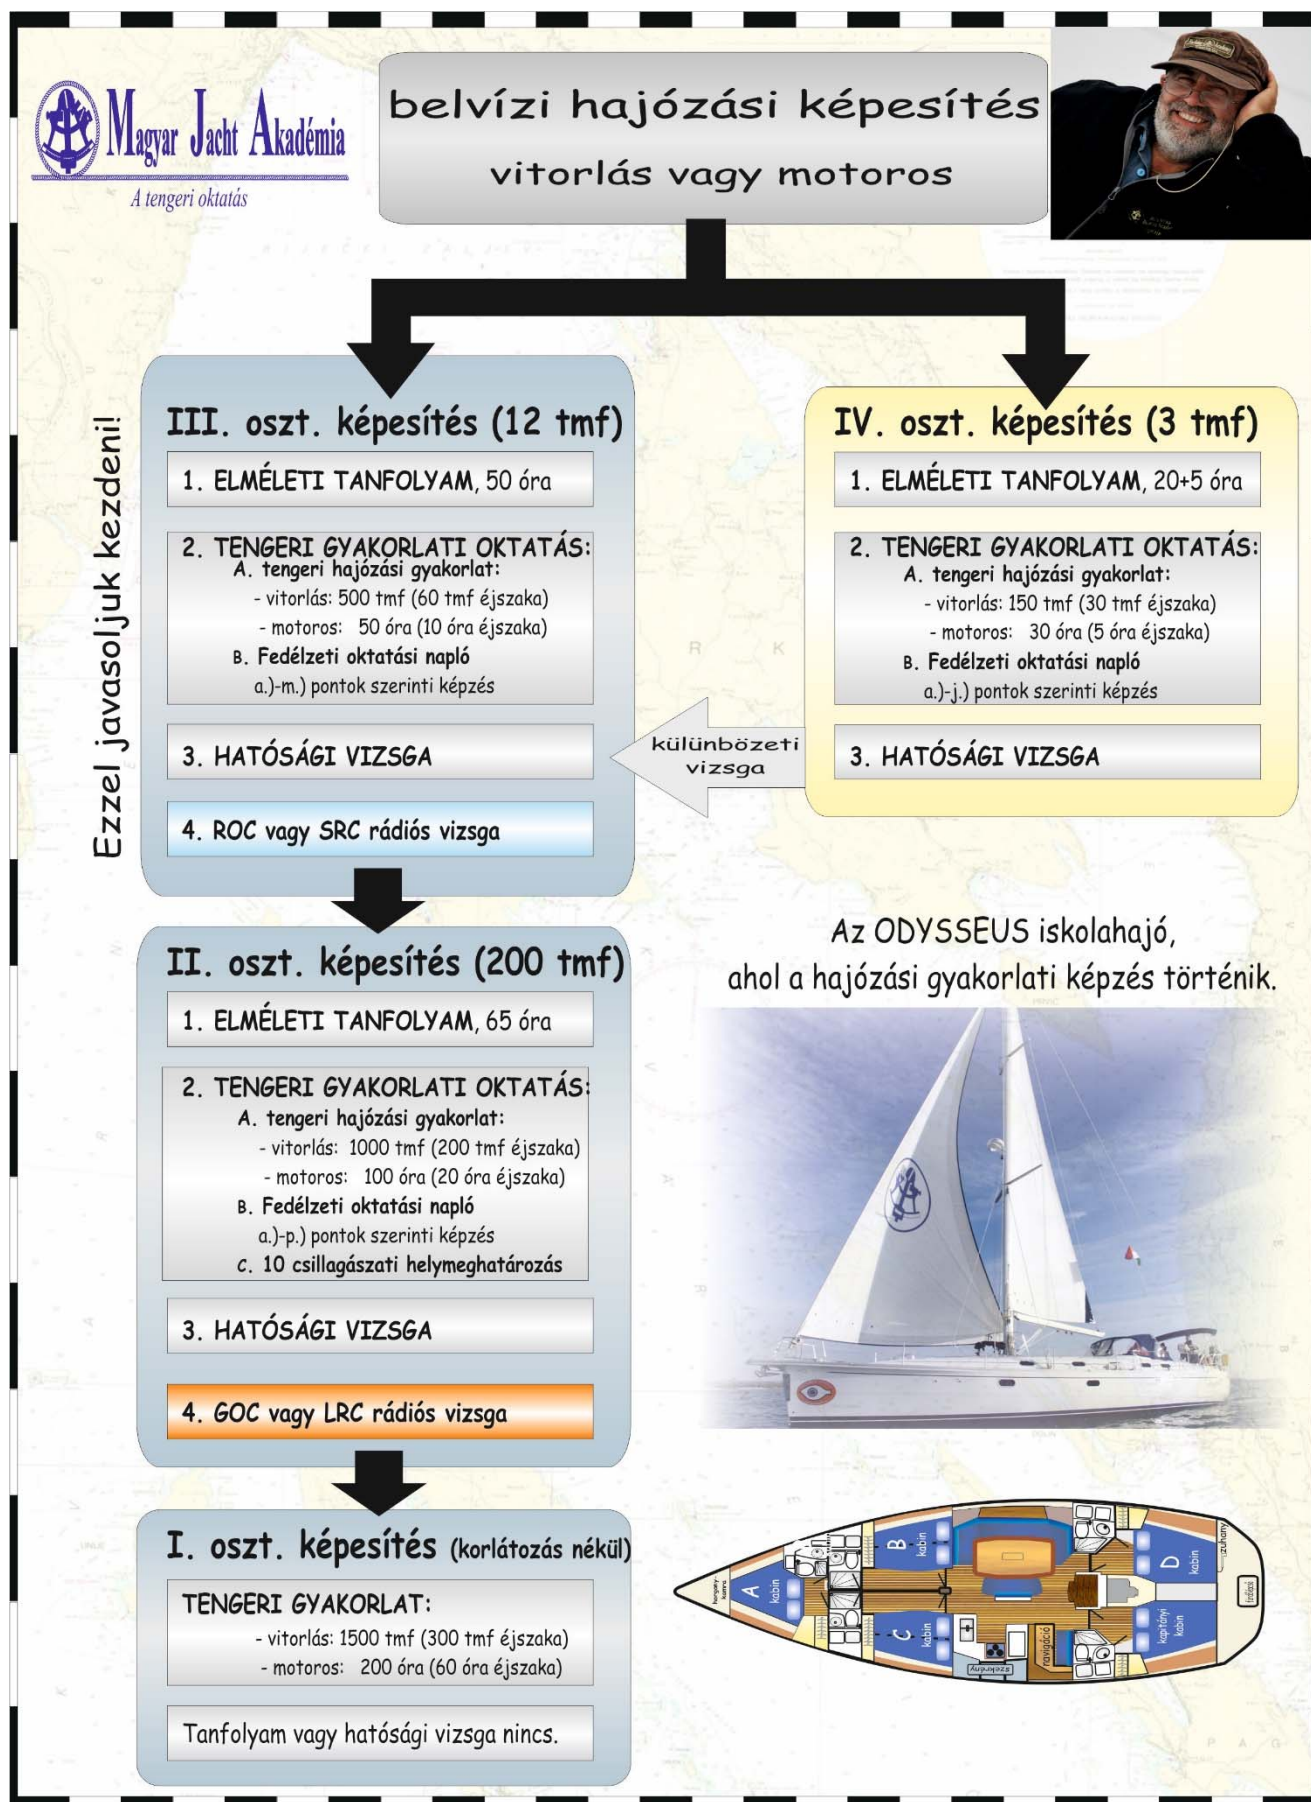 Magyar Jacht Akadémia
A tengeri oktatás
belvízi hajózási képesítés
vitorlás vagy motoros
Ezzel javasoljuk kezdeni!
III. oszt. képesítés (12 tmf)
1. ELMÉLETI TANFOLYAM, 50 óra
2. TENGERI GYAKORLATI OKTATÁS:
A. tengeri hajózási gyakorlat:
- vitorlás: 500 tmf (60 tmf éjszaka)
- motoros: 50 óra (10 óra éjszaka)
B. Fedélzeti oktatási napló
a.)-m.) pontok szerinti képzés
3. HATÓSÁGI VIZSGA
4. ROC vagy SRC rádiós vizsga
IV. oszt. képesítés (3 tmf)
1. ELMÉLETI TANFOLYAM, 20+5 óra
2. TENGERI GYAKORLATI OKTATÁS:
A. tengeri hajózási gyakorlat:
- vitorlás: 150 tmf (30 tmf éjszaka)
- motoros: 30 óra (5 óra éjszaka)
B. Fedélzeti oktatási napló
a.)-j.) pontok szerinti képzés
3. HATÓSÁGI VIZSGA
külünbözeti
vizsga
II. oszt. képesítés (200 tmf)
1. ELMÉLETI TANFOLYAM, 65 óra
2. TENGERI GYAKORLATI OKTATÁS:
A. tengeri hajózási gyakorlat:
- vitorlás: 1000 tmf (200 tmf éjszaka)
- motoros: 100 óra (20 óra éjszaka)
B. Fedélzeti oktatási napló
a.)-p.) pontok szerinti képzés
C. 10 csillagászati helymeghatározás
3. HATÓSÁGI VIZSGA
4. GOC vagy LRC rádiós vizsga
I. oszt. képesítés (korlátozás nékül)
TENGERI GYAKORLAT:
- vitorlás: 1500 tmf (300 tmf éjszaka)
- motoros: 200 óra (60 óra éjszaka)
Tanfolyam vagy hatósági vizsga nincs.
Az ODYSSEUS iskolahajó,
ahol a hajózási gyakorlati képzés történik.
A
kabin
B
kabin
C
kabin
D
kabin
kapitányi
kabin
navigáció
szekrény
zuhany